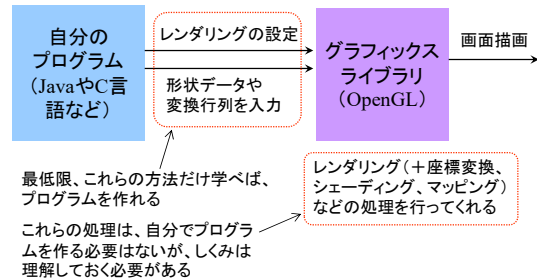 自分の
プログラム
(JavaやC言
語など)
レンダリングの設定
形状データや
変換行列を入力
グラフィックス
ライブラリ
(OpenGL)
画面描画
最低限、これらの方法だけ学べば、
プログラムを作れる
レンダリング(+座標変換、
シェーディング、マッピング)
などの処理を行ってくれる
これらの処理は、自分でプログラ
ムを作る必要はないが、しくみは
理解しておく必要がある